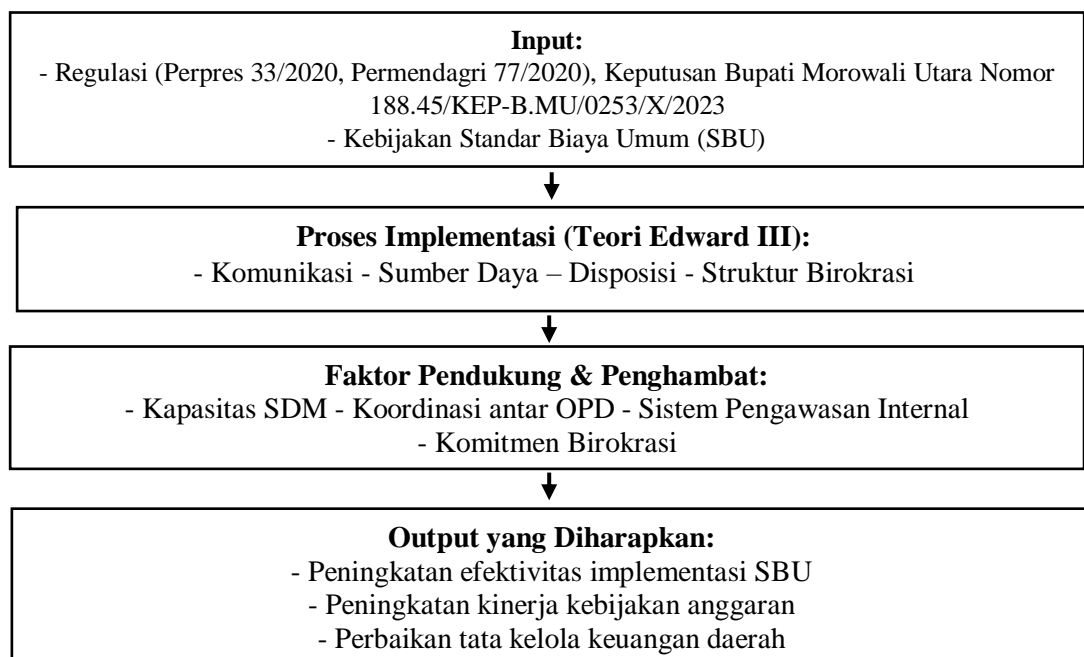 Input:
- Regulasi (Perpres 33/2020, Permendagri 77/2020), Keputusan Bupati Morowali Utara Nomor
188.45/KEP-B.MU/0253/X/2023
- Kebijakan Standar Biaya Umum (SBU)
Proses Implementasi (Teori Edward III):
- Komunikasi - Sumber Daya – Disposisi - Struktur Birokrasi
Faktor Pendukung & Penghambat:
- Kapasitas SDM - Koordinasi antar OPD - Sistem Pengawasan Internal
- Komitmen Birokrasi
Output yang Diharapkan:
- Peningkatan efektivitas implementasi SBU
- Peningkatan kinerja kebijakan anggaran
- Perbaikan tata kelola keuangan daerah